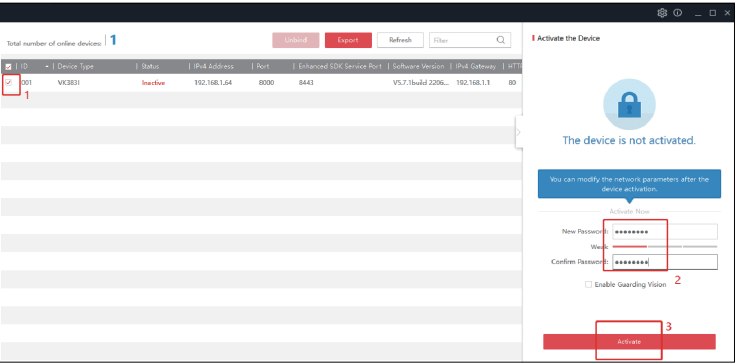 Total number of online devices: | 1
Unbind Export Refresh Filter
ID | Device Type | Status | IPv4 Address | Port | Enhanced SDK Service Port | Software Version | IPv4 Gateway | HTTP
001 VK383I Inactive 192.168.1.64 8000 8443 V5.7.1build 2206... 192.168.1.1 80
1
Activate the Device
The device is not activated.
You can modify the network parameters after the
device activation.
Activate Now
New Password: ●●●●●●●●
Weak
Confirm Password: ●●●●●●●●
2
Enable Guarding Vision
3
Activate